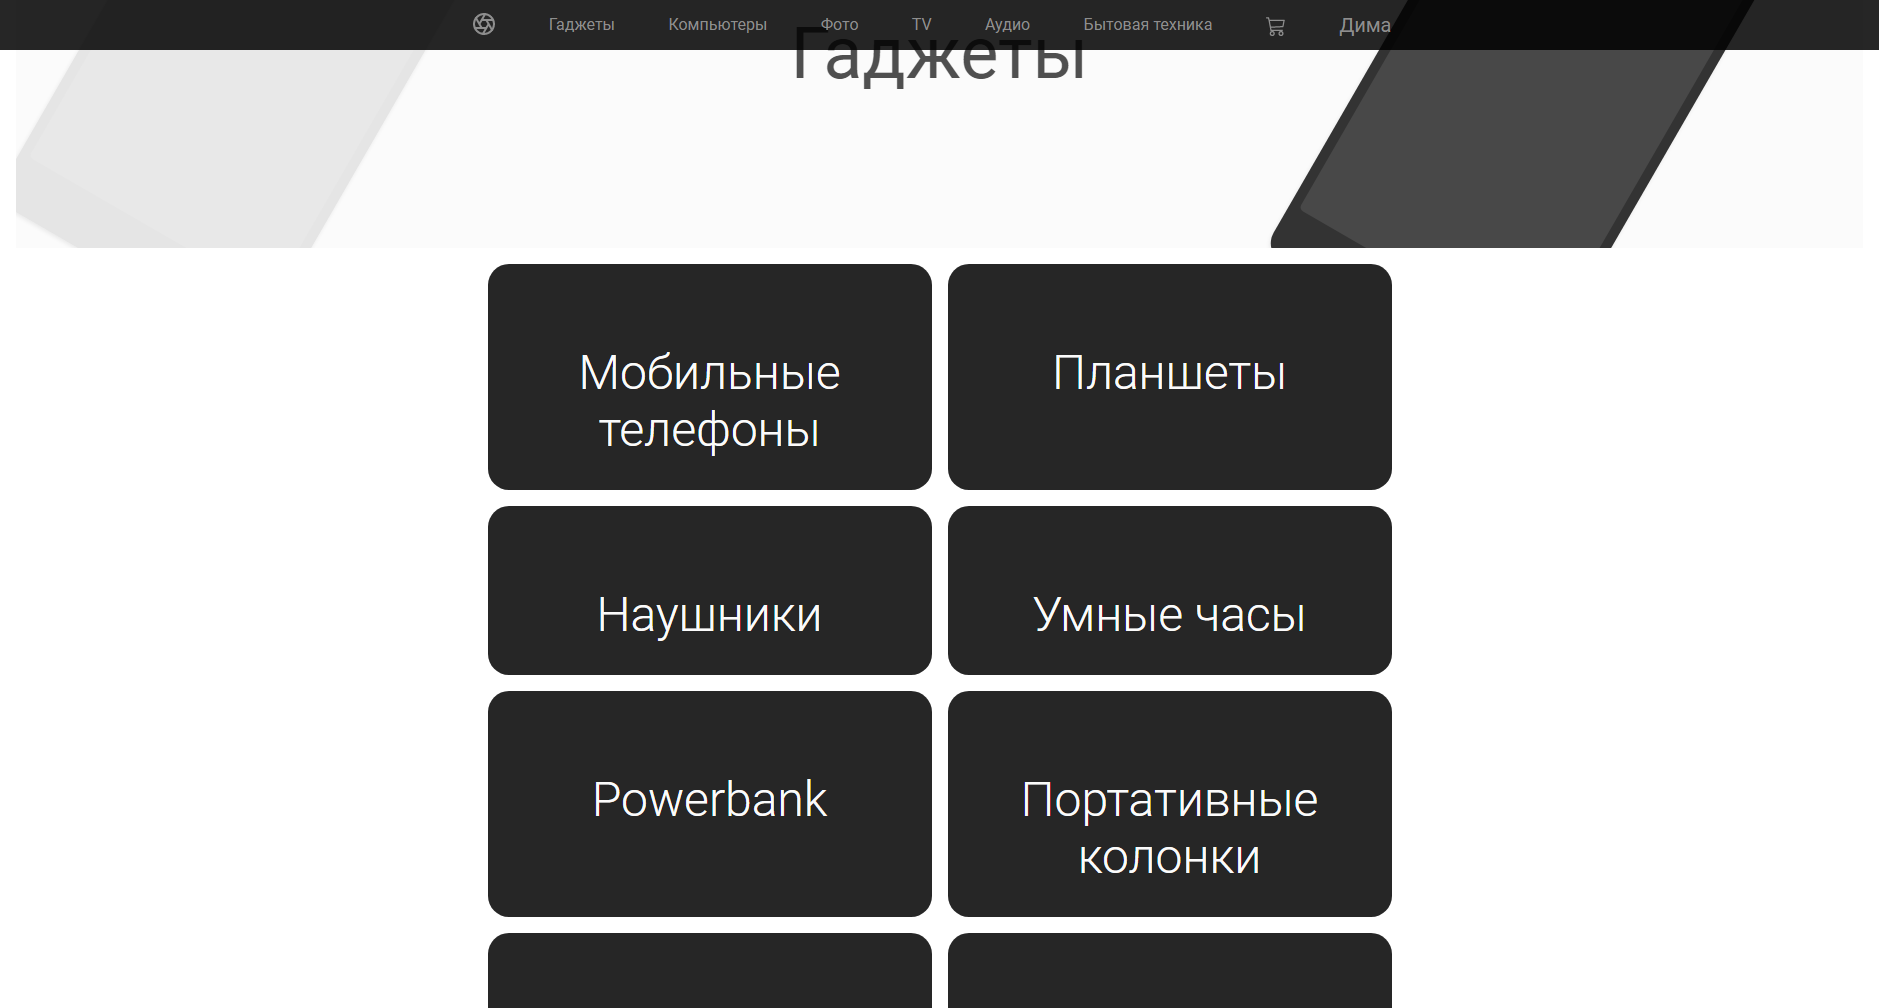 Гаджеты
Компьютеры
Фото
TV
Аудио
Бытовая техника
Дима
Гаджеты
Мобильные
телефоны
Планшеты
Наушники
Умные часы
Powerbank
Портативные
колонки